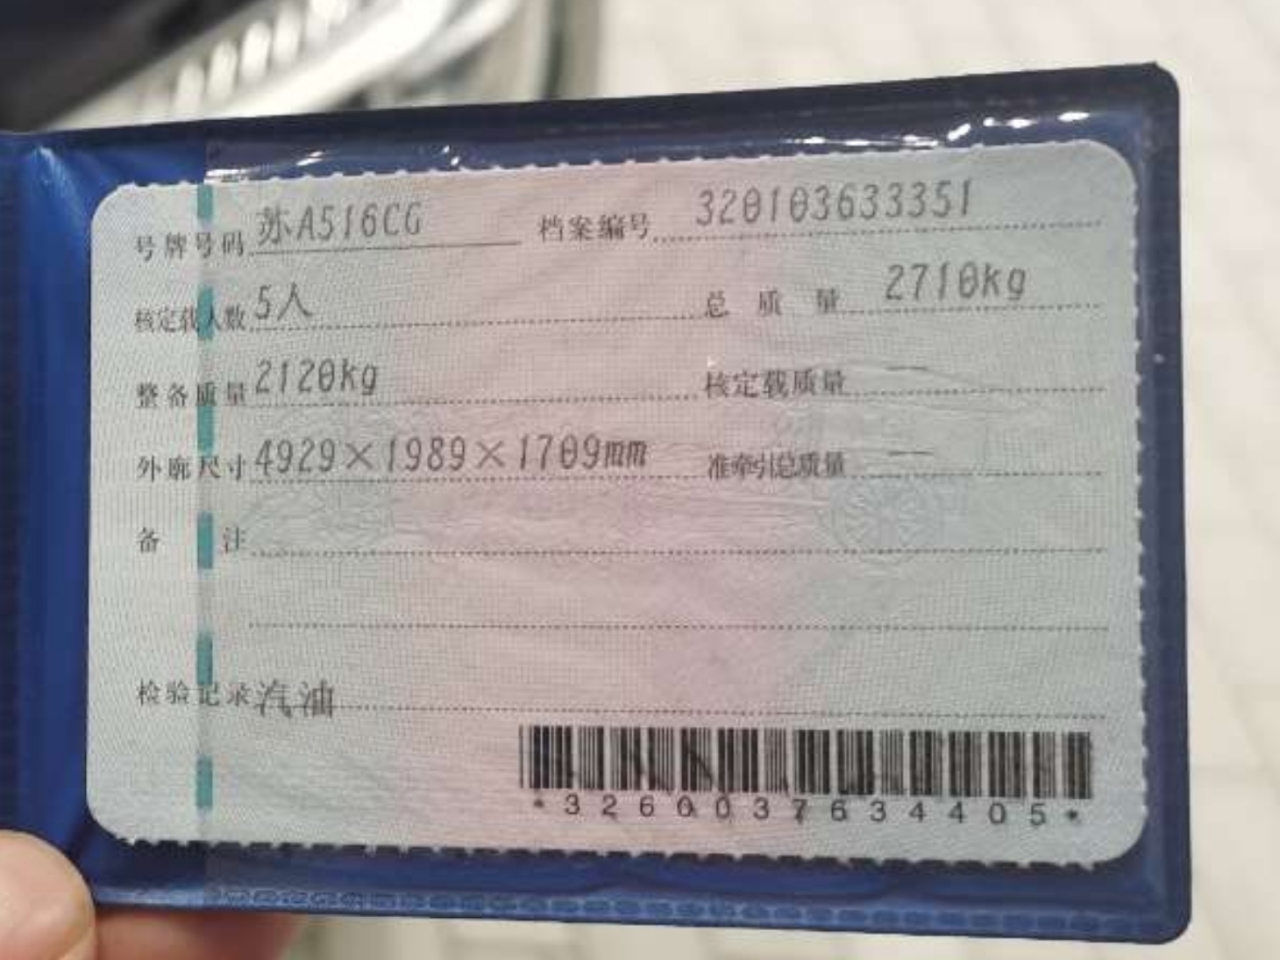 号牌号码 苏A516CG 档案编号 320103633351
核定载人数 5人 总质量 2710kg
整备质量 2120kg 核定载质量 —
外廓尺寸 4929×1989×1709mm 准牵引总质量 —
备注
检验记录 汽油
*3260037634405*